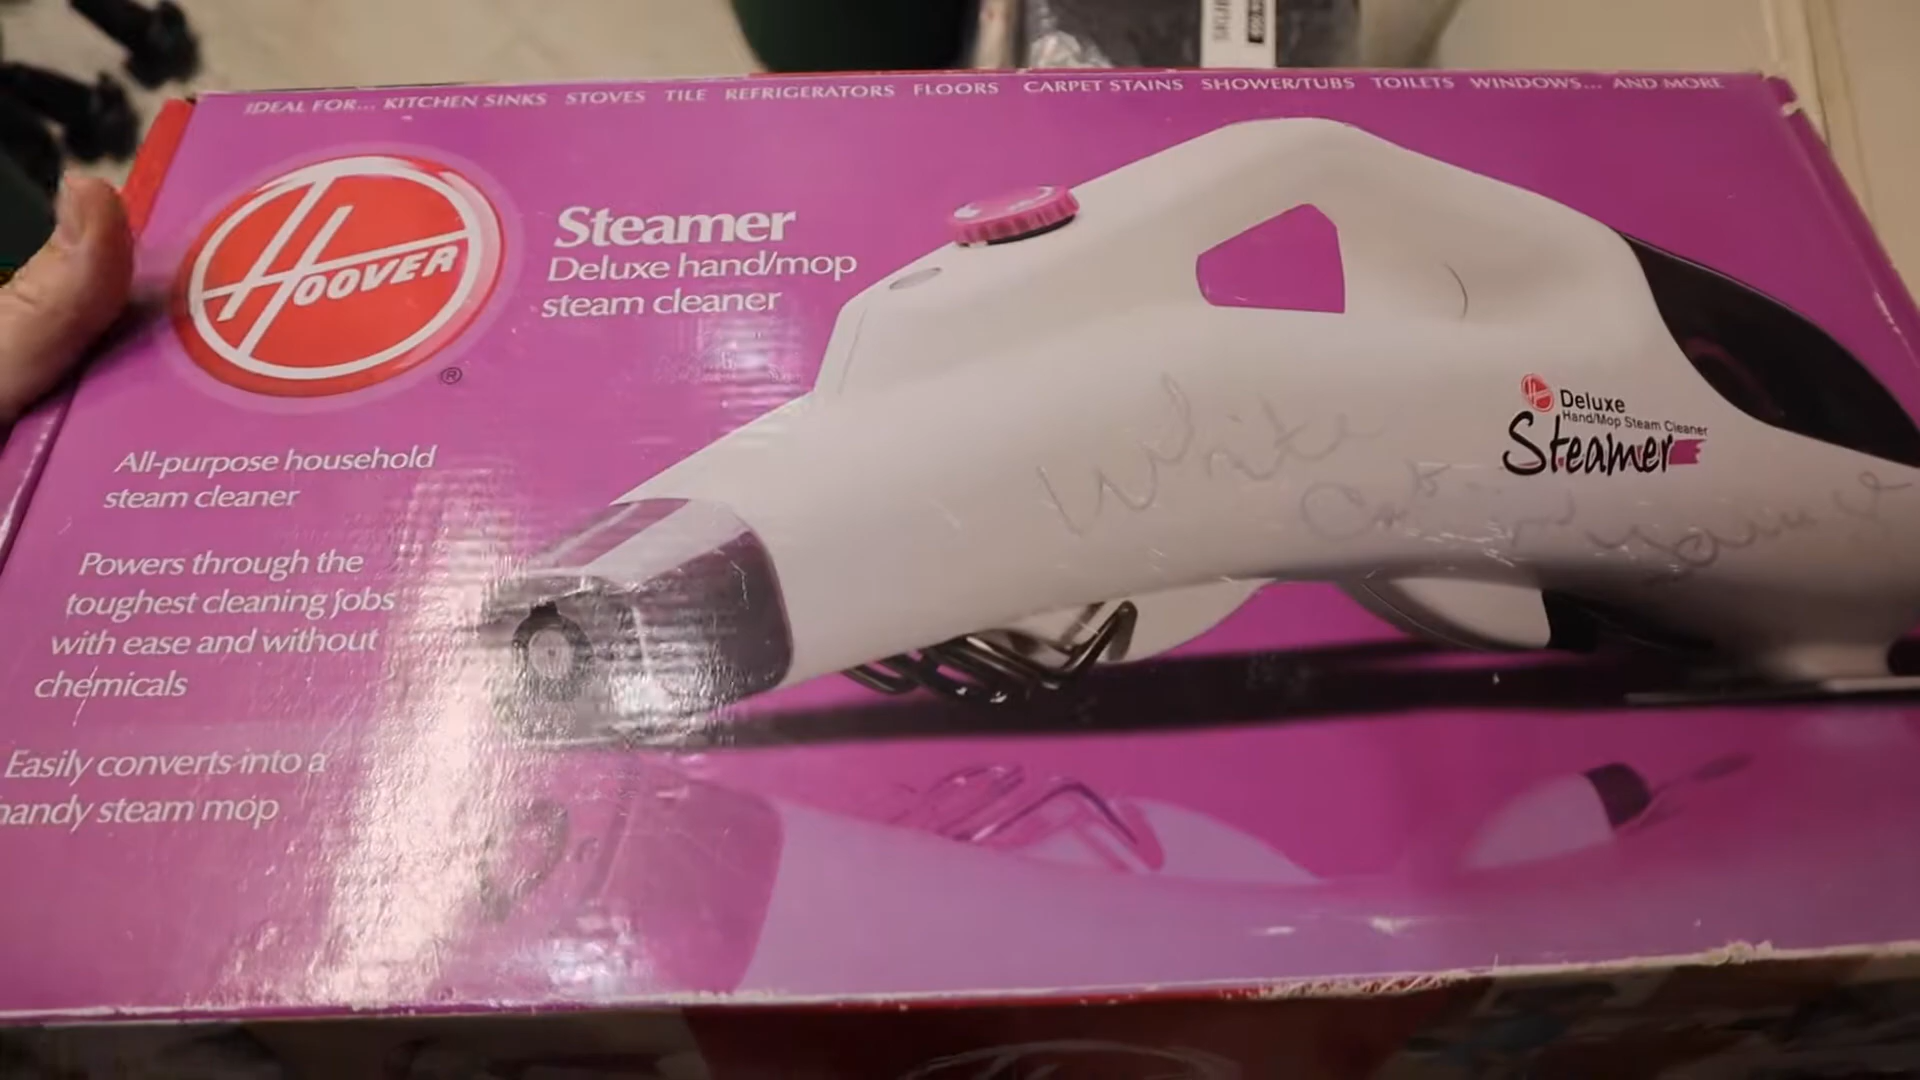 IDEAL FOR... KITCHEN SINKS STOVES TILE REFRIGERATORS FLOORS CARPET STAINS SHOWER/TUBS TOILETS WINDOWS... AND MORE
HOOVER
®
Steamer
Deluxe hand/mop
steam cleaner
All-purpose household
steam cleaner
Powers through the
toughest cleaning jobs
with ease and without
chemicals
Easily converts into a
handy steam mop
Deluxe
Hand/Mop Steam Cleaner
Steamer
White